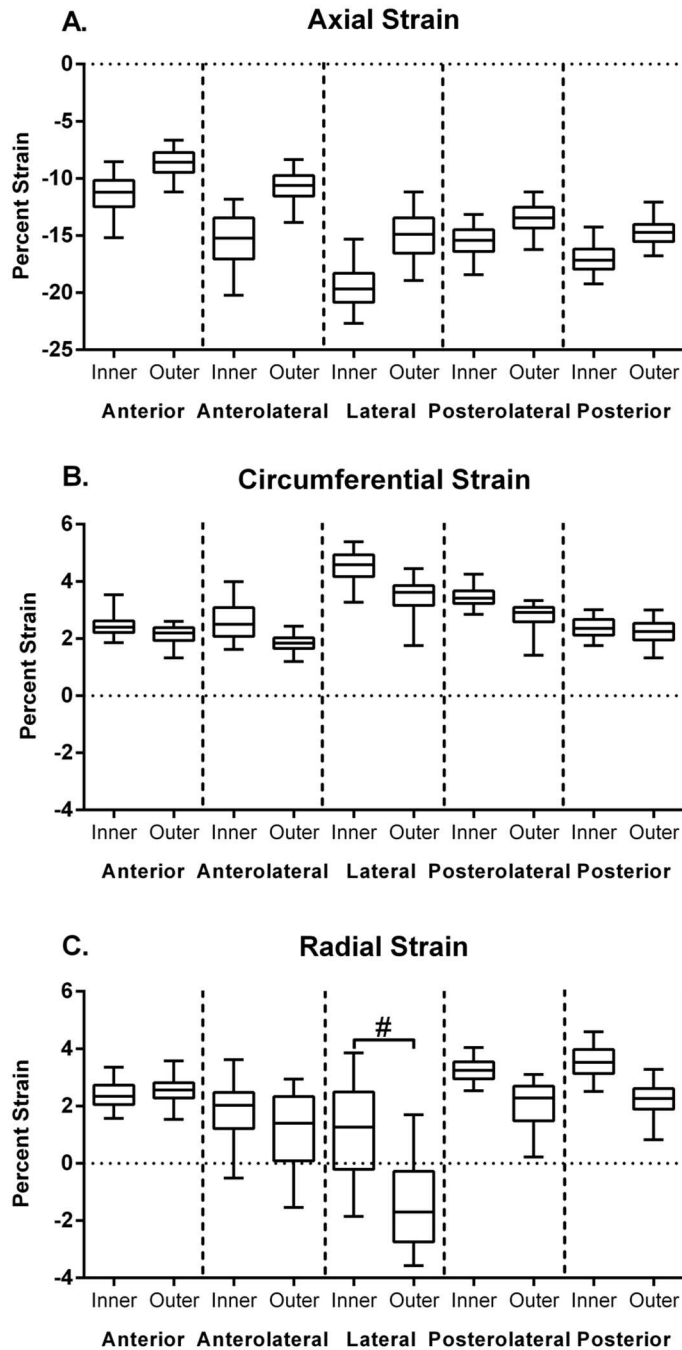 A.
Axial Strain
Percent Strain
0
-5
-10
-15
-20
-25
Inner Outer Inner Outer Inner Outer Inner Outer Inner Outer
Anterior Anterolateral Lateral Posterolateral Posterior
B.
Circumferential Strain
Percent Strain
6
4
2
0
-2
-4
Inner Outer Inner Outer Inner Outer Inner Outer Inner Outer
Anterior Anterolateral Lateral Posterolateral Posterior
C.
Radial Strain
Percent Strain
6
4
2
0
-2
-4
#
Inner Outer Inner Outer Inner Outer Inner Outer Inner Outer
Anterior Anterolateral Lateral Posterolateral Posterior